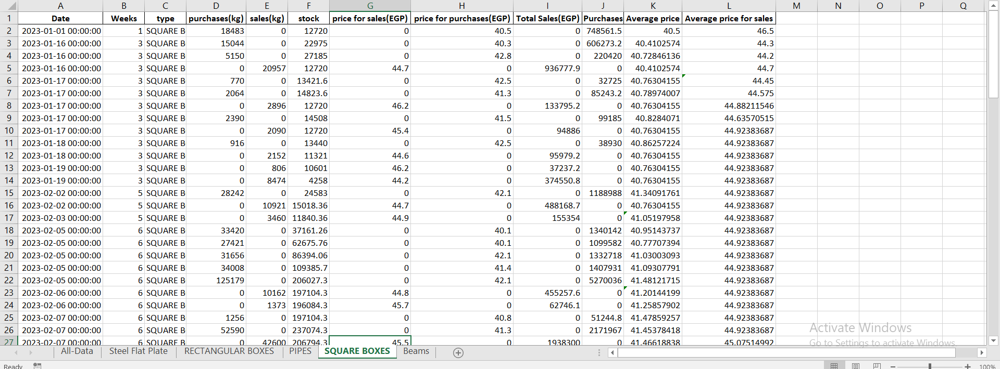 A B C D E F G H I J K L M N O P Q
1 Date Weeks type purchases(kg) sales(kg) stock price for sales(EGP) price for purchases(EGP) Total Sales(EGP) Purchases Average price Average price for sales
2 2023-01-01 00:00:00 1 SQUARE B 18483 0 12720 0 40.5 0 748561.5 40.5 46.5
3 2023-01-16 00:00:00 3 SQUARE B 15044 0 22975 0 40.3 0 606273.2 40.4102574 44.3
4 2023-01-16 00:00:00 3 SQUARE B 5150 0 27185 0 42.8 0 220420 40.72846136 44.2
5 2023-01-16 00:00:00 3 SQUARE B 0 20957 12720 44.7 0 936777.9 0 40.4102574 44.7
6 2023-01-17 00:00:00 3 SQUARE B 770 0 13421.6 0 42.5 0 32725 40.76304155 44.45
7 2023-01-17 00:00:00 3 SQUARE B 2064 0 14823.6 0 41.3 0 85243.2 40.78974007 44.575
8 2023-01-17 00:00:00 3 SQUARE B 0 2896 12720 46.2 0 133795.2 0 40.76304155 44.88211546
9 2023-01-17 00:00:00 3 SQUARE B 2390 0 14508 0 41.5 0 99185 40.8284071 44.63570515
10 2023-01-17 00:00:00 3 SQUARE B 0 2090 12720 45.4 0 94886 0 40.76304155 44.92383687
11 2023-01-18 00:00:00 3 SQUARE B 916 0 13440 0 42.5 0 38930 40.86257224 44.92383687
12 2023-01-18 00:00:00 3 SQUARE B 0 2152 11321 44.6 0 95979.2 0 40.76304155 44.92383687
13 2023-01-19 00:00:00 3 SQUARE B 0 806 10601 46.2 0 37237.2 0 40.76304155 44.92383687
14 2023-01-19 00:00:00 3 SQUARE B 0 8474 4258 44.2 0 374550.8 0 40.76304155 44.92383687
15 2023-02-02 00:00:00 5 SQUARE B 28242 0 24583 0 42.1 0 1188988 41.34091761 44.92383687
16 2023-02-02 00:00:00 5 SQUARE B 0 10921 15018.36 44.7 0 488168.7 0 40.76304155 44.92383687
17 2023-02-03 00:00:00 5 SQUARE B 0 3460 11840.36 44.9 0 155354 0 41.05197958 44.92383687
18 2023-02-05 00:00:00 6 SQUARE B 33420 0 37161.26 0 40.1 0 1340142 40.95143737 44.92383687
19 2023-02-05 00:00:00 6 SQUARE B 27421 0 62675.76 0 40.1 0 1099582 40.77707394 44.92383687
20 2023-02-05 00:00:00 6 SQUARE B 31656 0 86394.06 0 42.1 0 1332718 41.03003093 44.92383687
21 2023-02-05 00:00:00 6 SQUARE B 34008 0 109385.7 0 41.4 0 1407931 41.09307791 44.92383687
22 2023-02-05 00:00:00 6 SQUARE B 125179 0 206027.3 0 42.1 0 5270036 41.48121715 44.92383687
23 2023-02-06 00:00:00 6 SQUARE B 0 10162 197104.3 44.8 0 455257.6 0 41.20144199 44.92383687
24 2023-02-06 00:00:00 6 SQUARE B 0 1373 196084.3 45.7 0 62746.1 0 41.25857902 44.92383687
25 2023-02-07 00:00:00 6 SQUARE B 1256 0 197104.3 0 40.8 0 51244.8 41.47859257 44.92383687
26 2023-02-07 00:00:00 6 SQUARE B 52590 0 237074.3 0 41.3 0 2171967 41.45378418 44.92383687
27 2023-02-07 00:00:00 6 SQUARE B 0 42600 206794.3 45.5 0 1938300 0 41.46618838 45.07514992
Activate Windows
Go to Settings to activate Windows.
All-Data Steel Flat Plate RECTANGULAR BOXES PIPES SQUARE BOXES Beams
Ready 100%